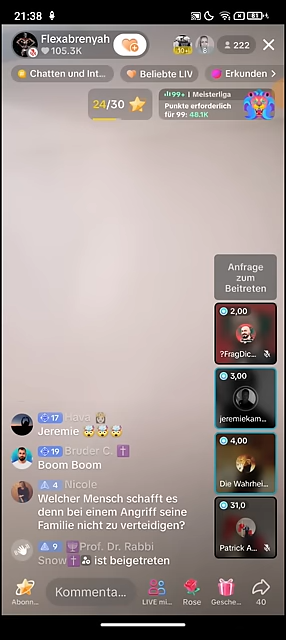 21:38
81
Flexabrenyah
105.3K
222
Chatten und Int...
Beliebte LIV
Erkunden
24/30
99+ | Meisterliga
Punkte erforderlich
für 99: 48.1K
Anfrage
zum
Beitreten
2,00
?FragDic...
3,00
jeremiekam...
4,00
Die Wahrhei...
31,0
Patrick A...
17 Hava
Jeremie 🤯🤯🤯
19 Bruder C. ✝️
Boom Boom
4 Nicole
Welcher Mensch schafft es
denn bei einem Angriff seine
Familie nicht zu verteidigen?
9 🕎Prof. Dr. Rabbi
Snow✝️ ist beigetreten
Kommenta...
Abonn...
LIVE mi...
Rose
Gesche...
40